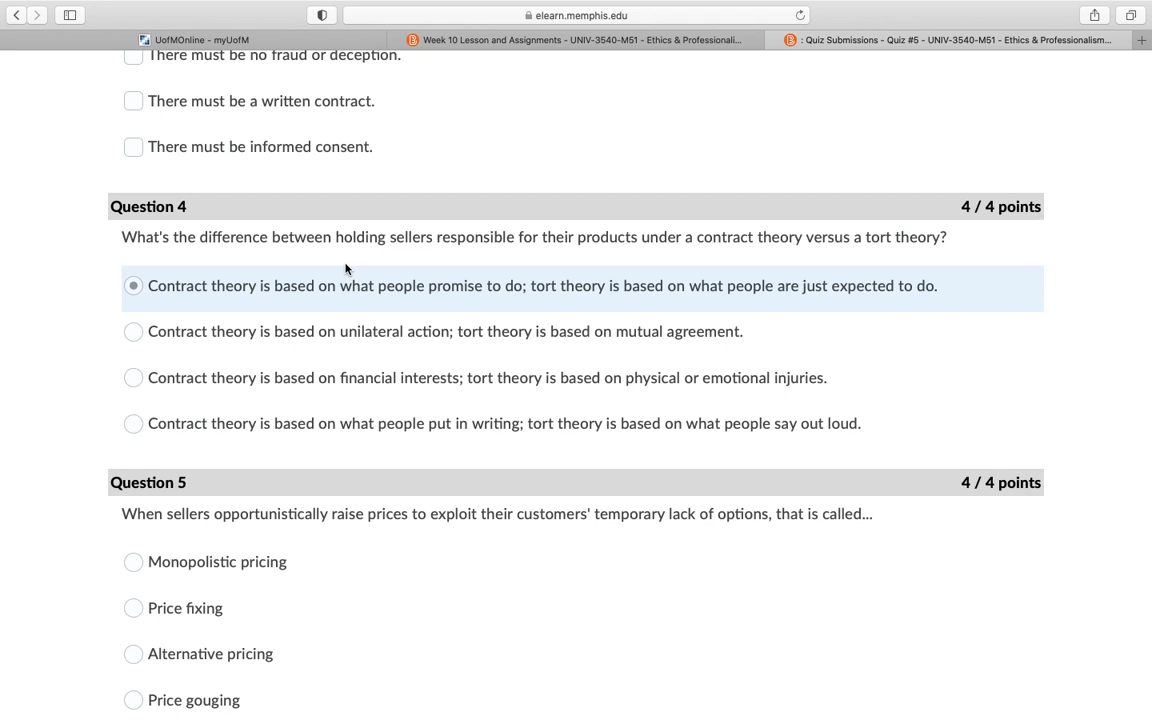 elearn.memphis.edu
UofMOnline - myUofM
Week 10 Lesson and Assignments - UNIV-3540-M51 - Ethics & Professionali...
: Quiz Submissions - Quiz #5 - UNIV-3540-M51 - Ethics & Professionalism...
There must be no fraud or deception.
There must be a written contract.
There must be informed consent.
Question 4 4 / 4 points
What's the difference between holding sellers responsible for their products under a contract theory versus a tort theory?
Contract theory is based on what people promise to do; tort theory is based on what people are just expected to do.
Contract theory is based on unilateral action; tort theory is based on mutual agreement.
Contract theory is based on financial interests; tort theory is based on physical or emotional injuries.
Contract theory is based on what people put in writing; tort theory is based on what people say out loud.
Question 5 4 / 4 points
When sellers opportunistically raise prices to exploit their customers' temporary lack of options, that is called...
Monopolistic pricing
Price fixing
Alternative pricing
Price gouging